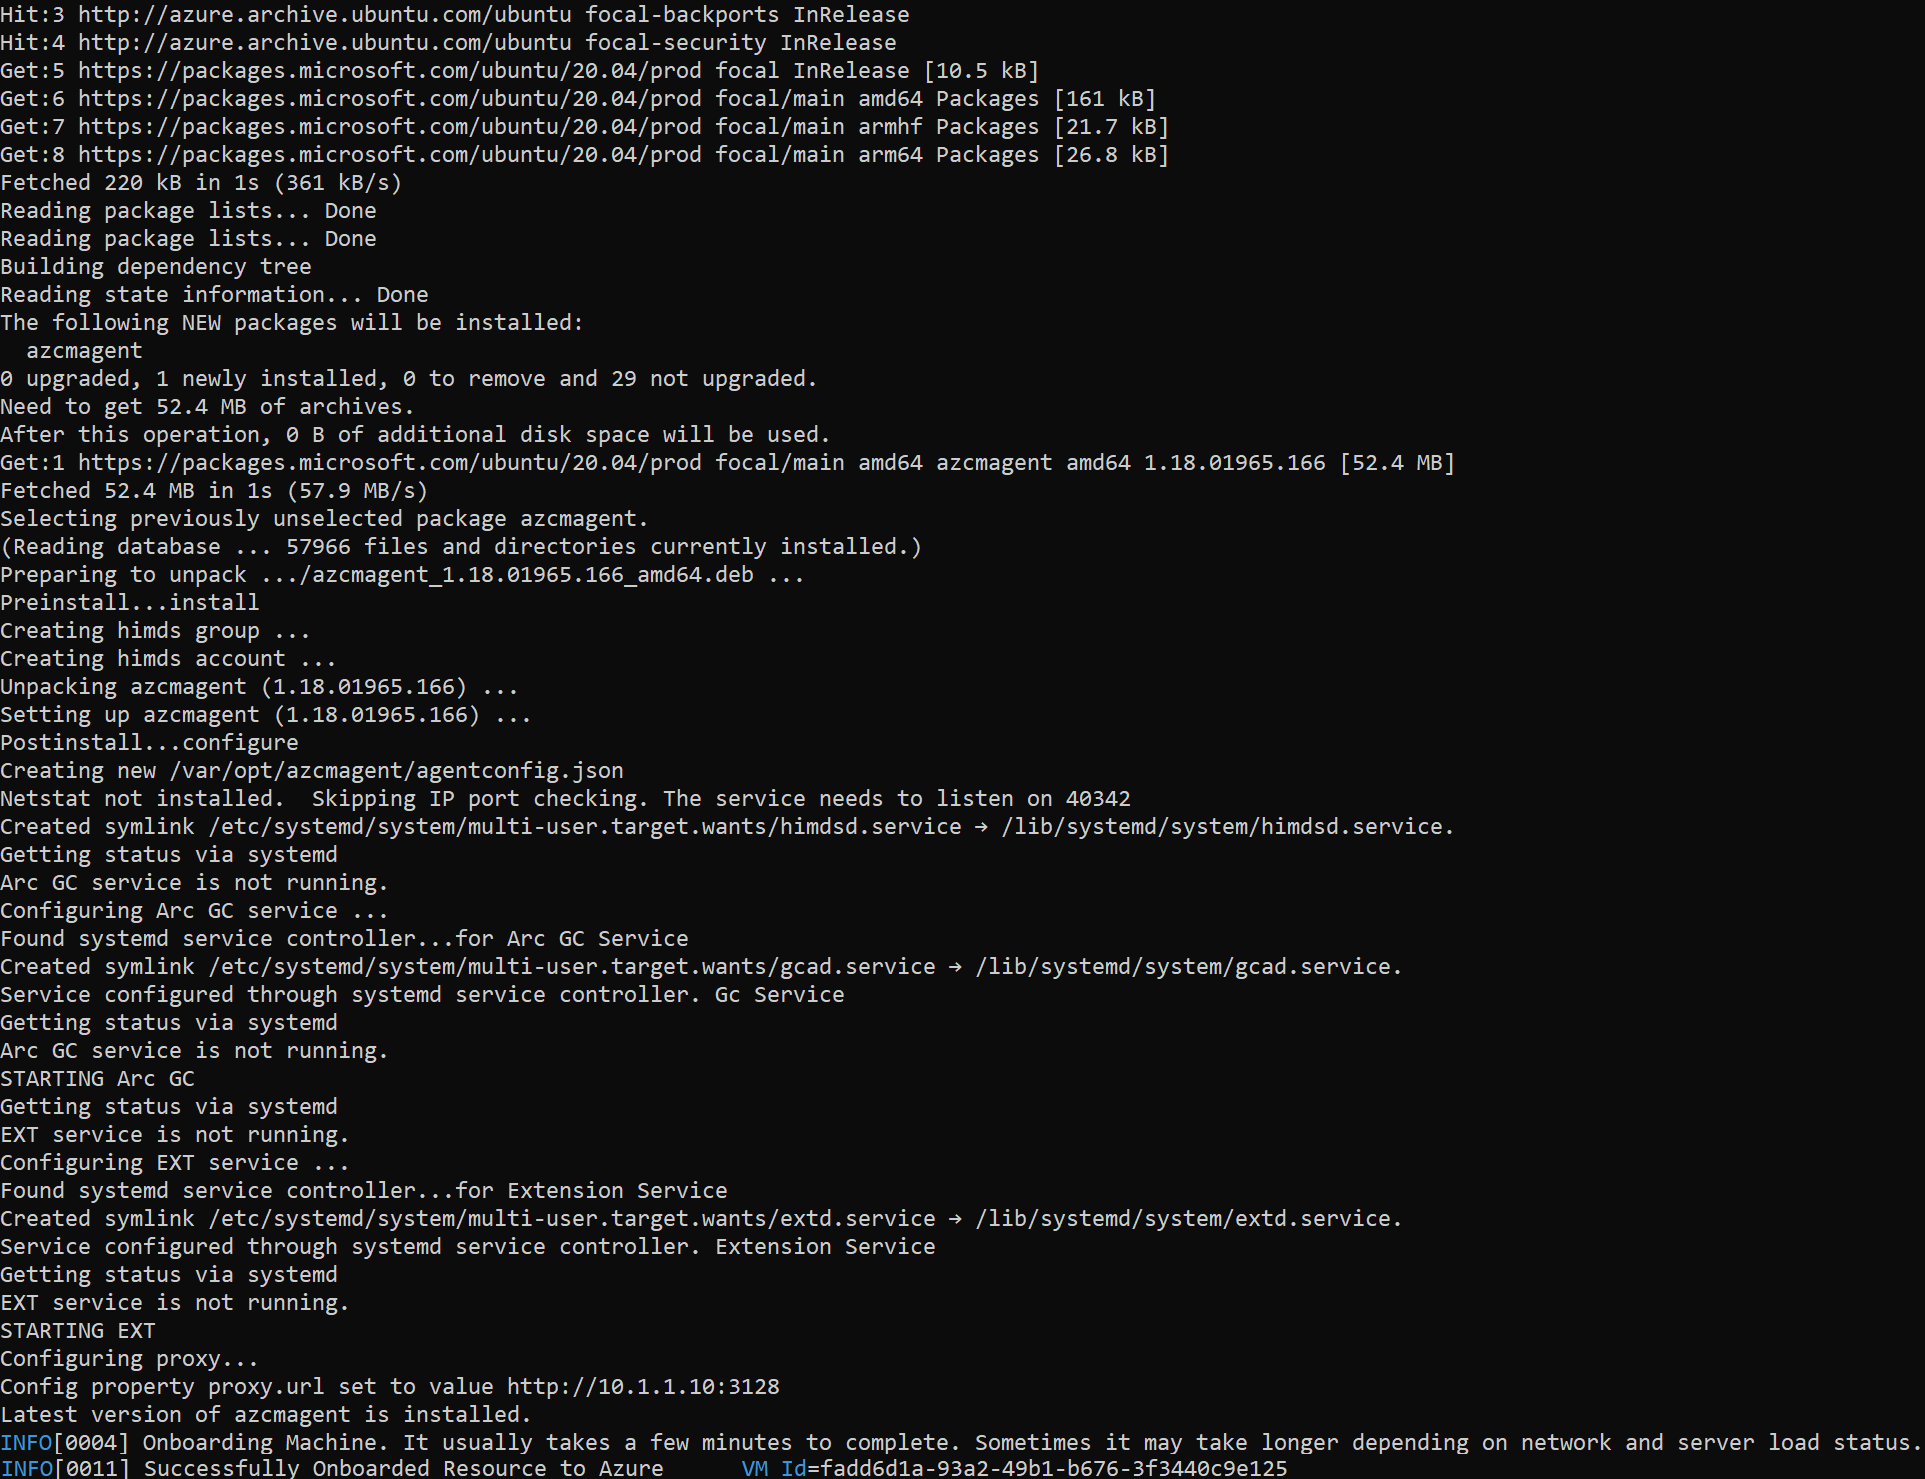 Hit:3 http://azure.archive.ubuntu.com/ubuntu focal-backports InRelease
Hit:4 http://azure.archive.ubuntu.com/ubuntu focal-security InRelease
Get:5 https://packages.microsoft.com/ubuntu/20.04/prod focal InRelease [10.5 kB]
Get:6 https://packages.microsoft.com/ubuntu/20.04/prod focal/main amd64 Packages [161 kB]
Get:7 https://packages.microsoft.com/ubuntu/20.04/prod focal/main armhf Packages [21.7 kB]
Get:8 https://packages.microsoft.com/ubuntu/20.04/prod focal/main arm64 Packages [26.8 kB]
Fetched 220 kB in 1s (361 kB/s)
Reading package lists... Done
Reading package lists... Done
Building dependency tree
Reading state information... Done
The following NEW packages will be installed:
  azcmagent
0 upgraded, 1 newly installed, 0 to remove and 29 not upgraded.
Need to get 52.4 MB of archives.
After this operation, 0 B of additional disk space will be used.
Get:1 https://packages.microsoft.com/ubuntu/20.04/prod focal/main amd64 azcmagent amd64 1.18.01965.166 [52.4 MB]
Fetched 52.4 MB in 1s (57.9 MB/s)
Selecting previously unselected package azcmagent.
(Reading database ... 57966 files and directories currently installed.)
Preparing to unpack .../azcmagent_1.18.01965.166_amd64.deb ...
Preinstall...install
Creating himds group ...
Creating himds account ...
Unpacking azcmagent (1.18.01965.166) ...
Setting up azcmagent (1.18.01965.166) ...
Postinstall...configure
Creating new /var/opt/azcmagent/agentconfig.json
Netstat not installed.  Skipping IP port checking. The service needs to listen on 40342
Created symlink /etc/systemd/system/multi-user.target.wants/himdsd.service → /lib/systemd/system/himdsd.service.
Getting status via systemd
Arc GC service is not running.
Configuring Arc GC service ...
Found systemd service controller...for Arc GC Service
Created symlink /etc/systemd/system/multi-user.target.wants/gcad.service → /lib/systemd/system/gcad.service.
Service configured through systemd service controller. Gc Service
Getting status via systemd
Arc GC service is not running.
STARTING Arc GC
Getting status via systemd
EXT service is not running.
Configuring EXT service ...
Found systemd service controller...for Extension Service
Created symlink /etc/systemd/system/multi-user.target.wants/extd.service → /lib/systemd/system/extd.service.
Service configured through systemd service controller. Extension Service
Getting status via systemd
EXT service is not running.
STARTING EXT
Configuring proxy...
Config property proxy.url set to value http://10.1.1.10:3128
Latest version of azcmagent is installed.
INFO[0004] Onboarding Machine. It usually takes a few minutes to complete. Sometimes it may take longer depending on network and server load status.
INFO[0011] Successfully Onboarded Resource to Azure      VM Id=fadd6d1a-93a2-49b1-b676-3f3440c9e125